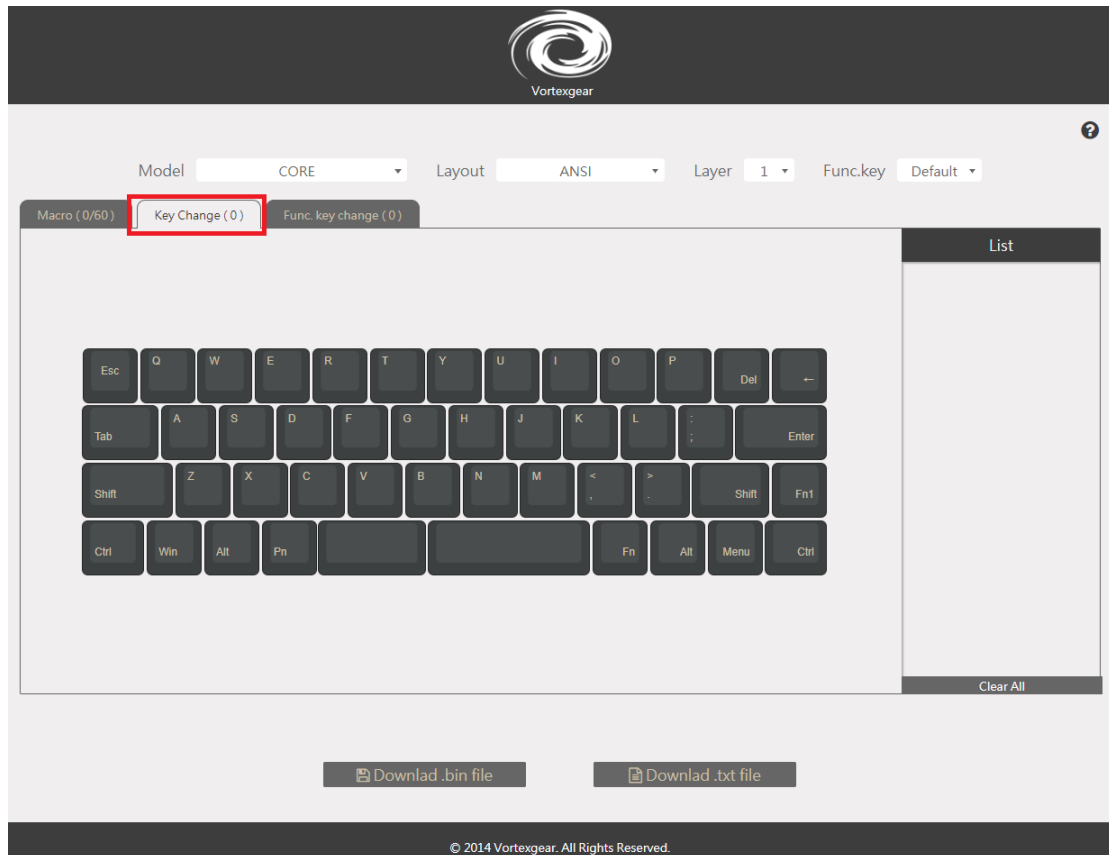 Vortexgear
Model CORE Layout ANSI Layer 1 Func.key Default
Macro ( 0/60 ) Key Change ( 0 ) Func. key change ( 0 )
List
Esc Q W E R T Y U I O P Del ←
Tab A S D F G H J K L : ; Enter
Shift Z X C V B N M < , > . Shift Fn1
Ctrl Win Alt Pn Fn Alt Menu Ctrl
Clear All
Downlad .bin file Downlad .txt file
© 2014 Vortexgear. All Rights Reserved.